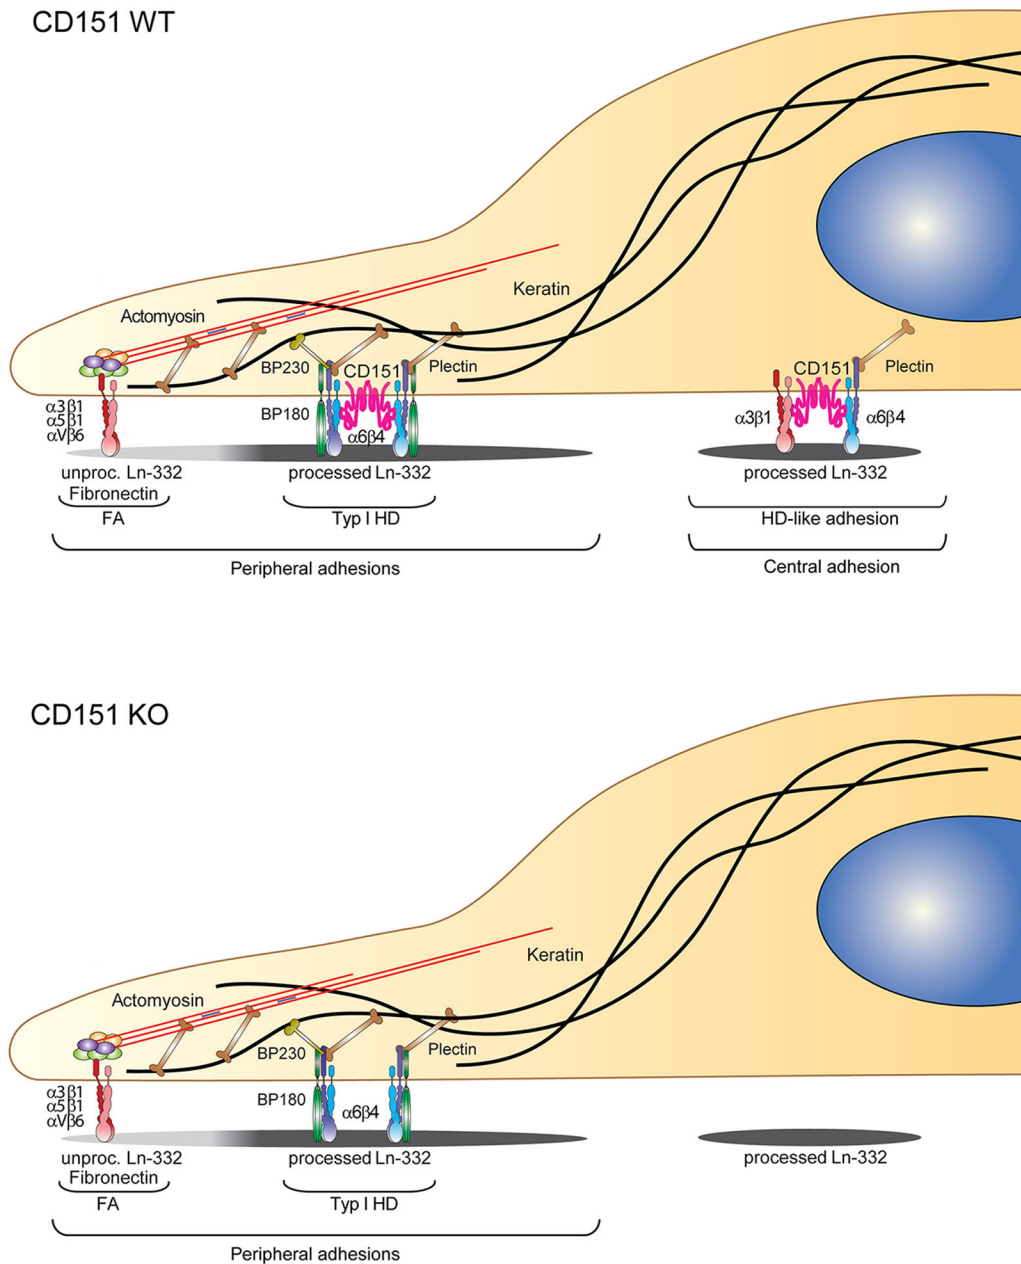 CD151 WT
Keratin
Actomyosin
BP230
CD151
Plectin
CD151
Plectin
α3β1
α5β1
αVβ6
BP180
α6β4
α3β1
α6β4
unproc. Ln-332
Fibronectin
processed Ln-332
processed Ln-332
FA
Typ I HD
HD-like adhesion
Peripheral adhesions
Central adhesion
CD151 KO
Keratin
Actomyosin
BP230
Plectin
α3β1
α5β1
αVβ6
BP180
α6β4
unproc. Ln-332
Fibronectin
processed Ln-332
processed Ln-332
FA
Typ I HD
Peripheral adhesions